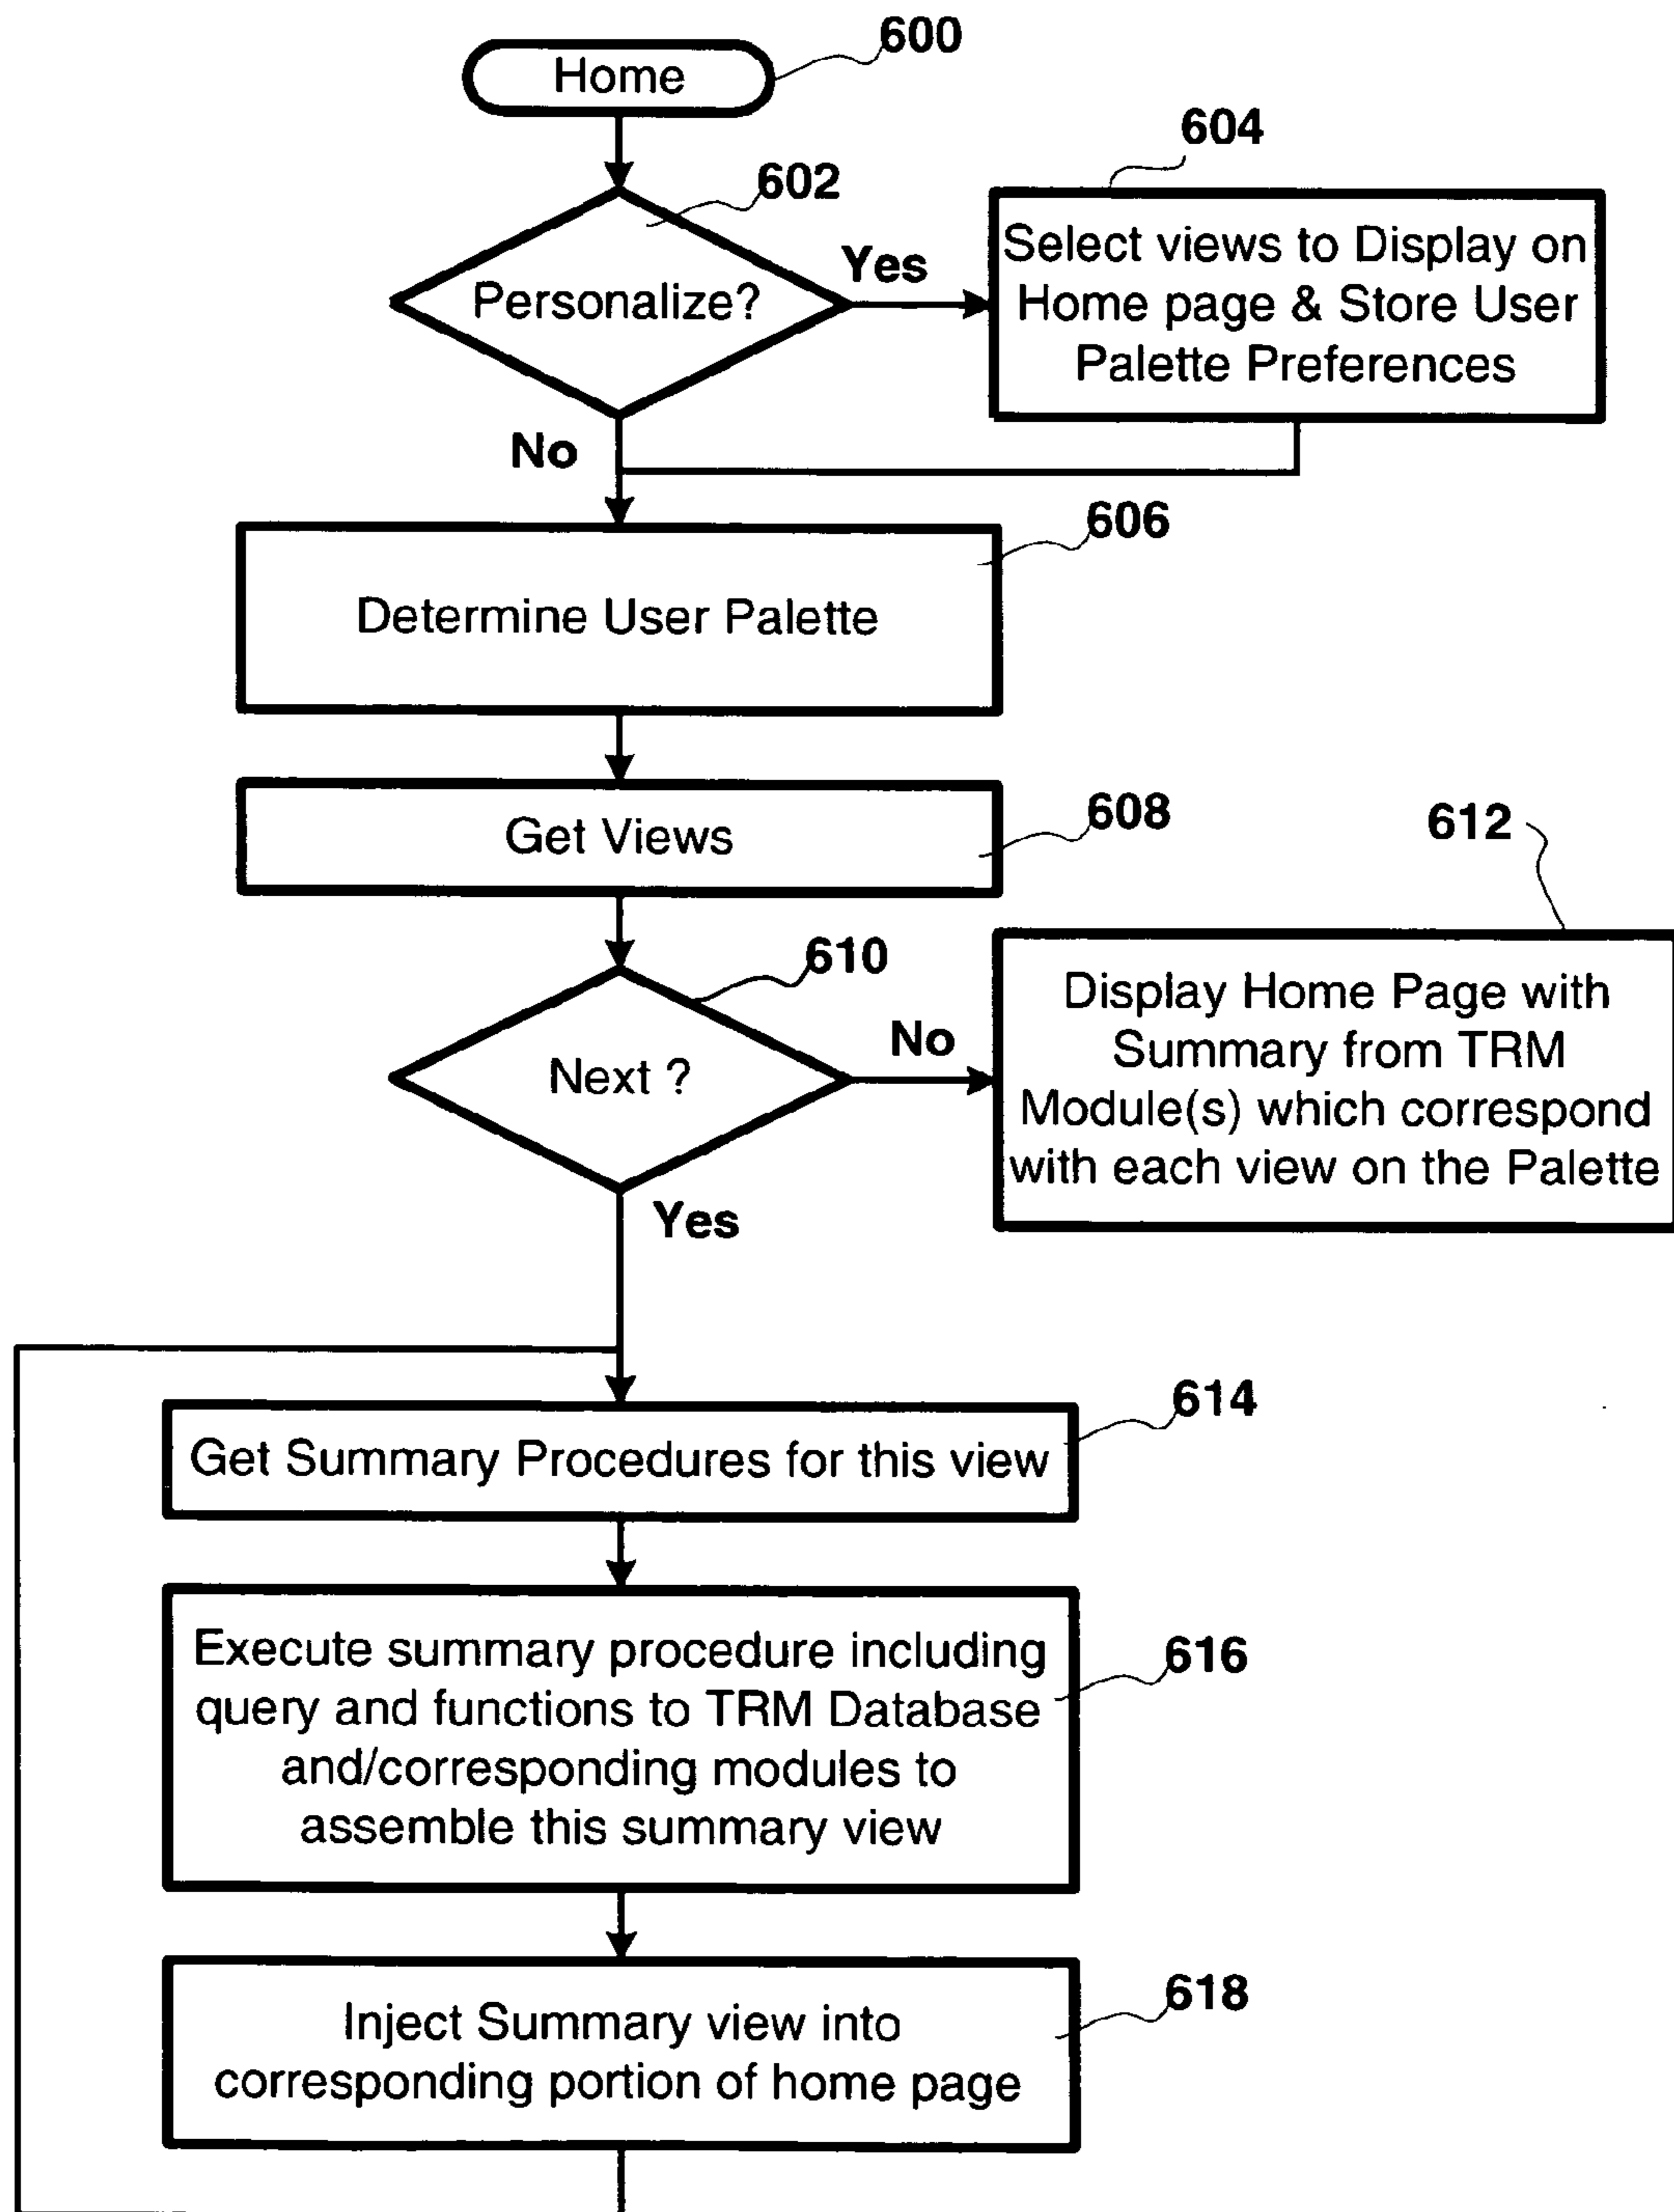 600
Home
604
602
Select views to Display on
Home page & Store User
Palette Preferences
Yes
Personalize?
No
606
Determine User Palette
608
Get Views
612
610
Display Home Page with
Summary from TRM
Module(s) which correspond
with each view on the Palette
No
Next ?
Yes
614
Get Summary Procedures for this view
616
Execute summary procedure including
query and functions to TRM Database
and/corresponding modules to
assemble this summary view
618
Inject Summary view into
corresponding portion of home page